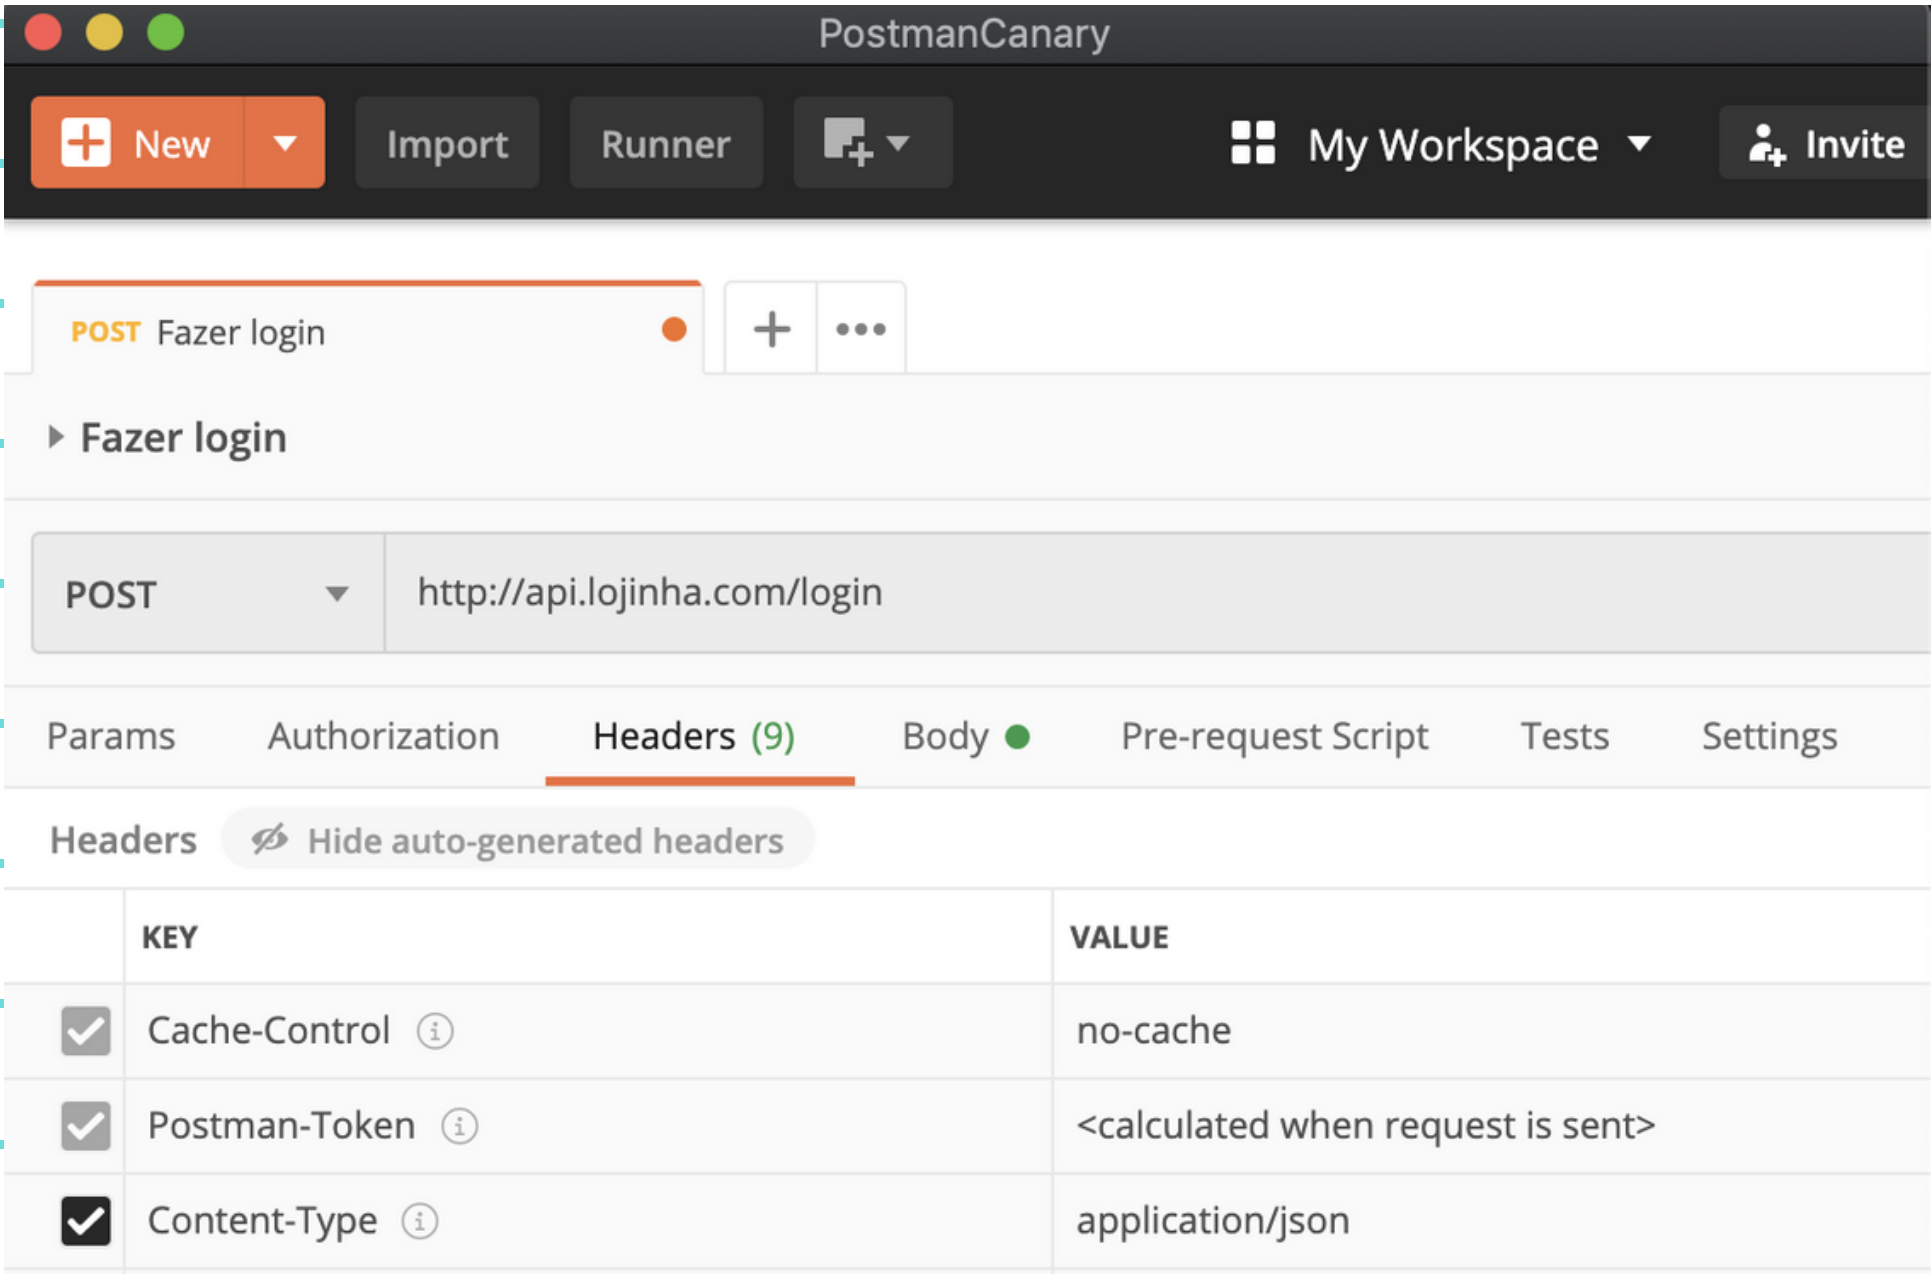 PostmanCanary
New Import Runner My Workspace Invite
POST Fazer login
Fazer login
POST http://api.lojinha.com/login
Params Authorization Headers (9) Body Pre-request Script Tests Settings
Headers Hide auto-generated headers
KEY VALUE
Cache-Control no-cache
Postman-Token <calculated when request is sent>
Content-Type application/json